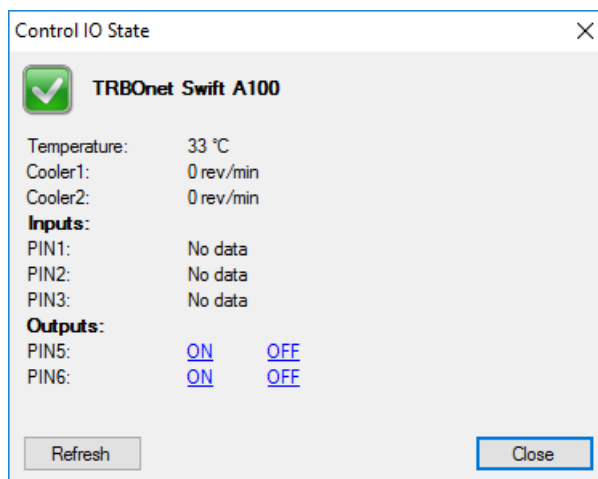 Control IO State
TRBOnet Swift A100
Temperature: 33 °C
Cooler1: 0 rev/min
Cooler2: 0 rev/min
Inputs:
PIN1: No data
PIN2: No data
PIN3: No data
Outputs:
PIN5: ON OFF
PIN6: ON OFF
Refresh Close